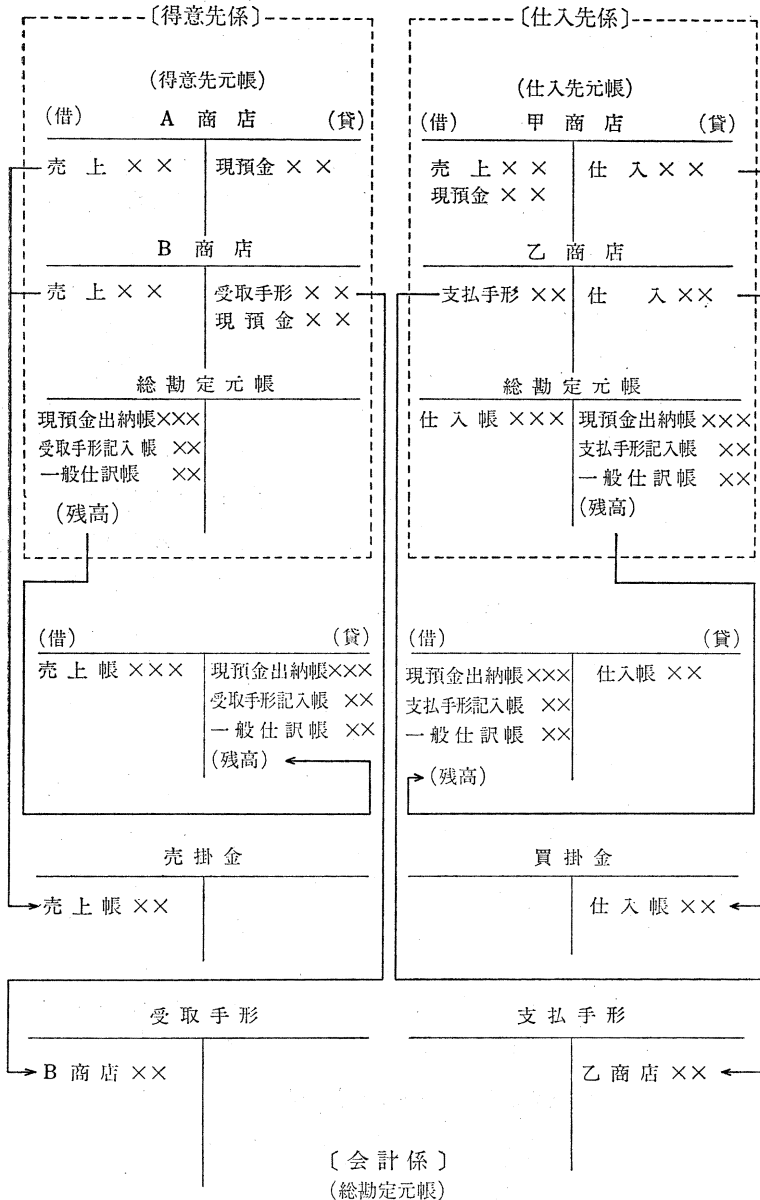 〔得意先係〕
(得意先元帳)
(借) A 商 店 (貸)
売 上 × ×
現預金 × ×
B 商 店
売 上 × ×
受取手形 × ×
現 預 金 × ×
総 勘 定 元 帳
現預金出納帳×××
受取手形記入 帳 ××
一般仕訳帳 ××
(残高)
〔仕入先係〕
(仕入先元帳)
(借) 甲 商 店 (貸)
売 上 × ×
現預金 × ×
仕 入 × ×
乙 商 店
支払手形 ××
仕 入 ××
総 勘 定 元 帳
仕 入 帳 ×××
現預金出納帳×××
支払手形記入帳 ××
一 般 仕 訳 帳 ××
(残高)
(借) (貸)
売 上 帳 ×××
現預金出納帳×××
受取手形記入帳 ××
一 般 仕 訳 帳 ××
(残高)
(借) (貸)
現預金出納帳×××
支払手形記入帳 ××
一 般 仕 訳 帳 ××
(残高)
仕入帳 ××
売 掛 金
売 上 帳 ××
買 掛 金
仕 入 帳 ××
受 取 手 形
B 商 店 ××
支 払 手 形
乙 商 店 ××
〔 会 計 係 〕
(総勘定元帳)